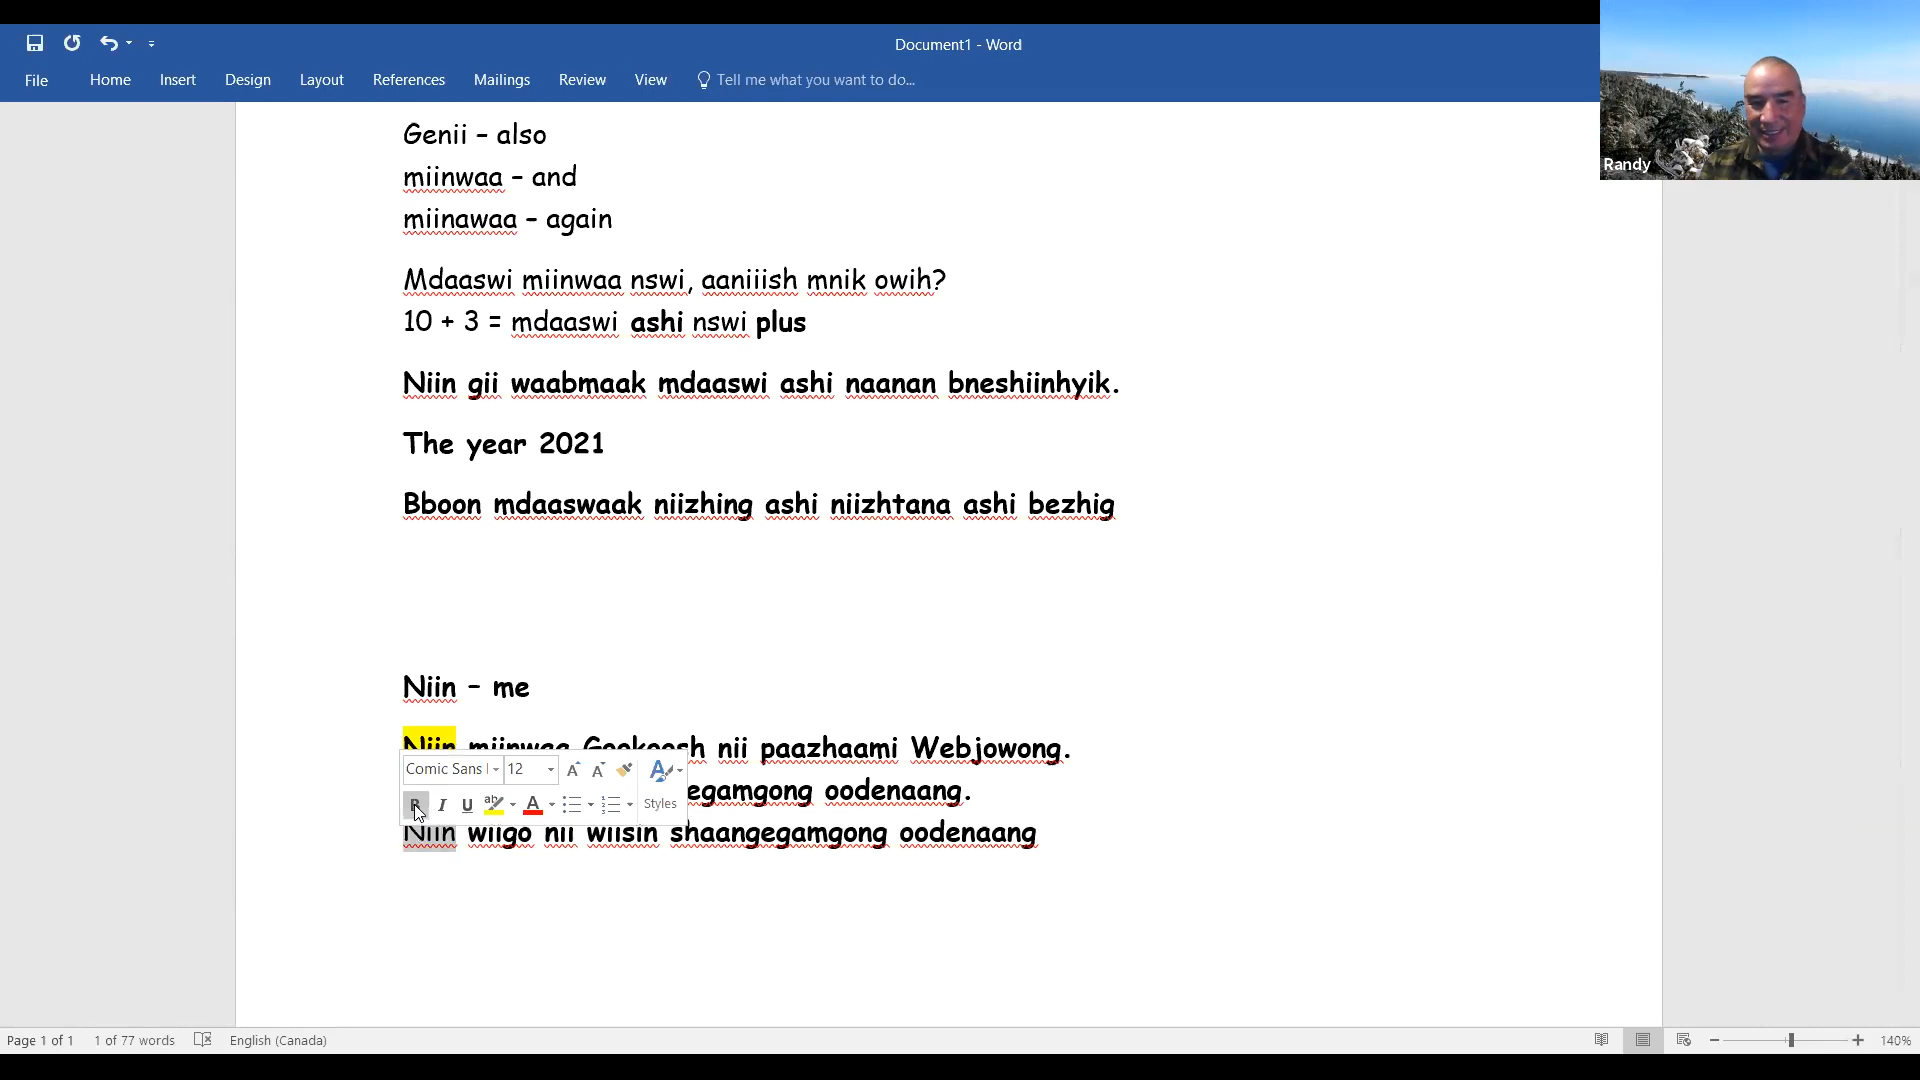 Document1 - Word
File Home Insert Design Layout References Mailings Review View Tell me what you want to do...
Randy
Genii – also
miinwaa – and
miinawaa – again
Mdaaswi miinwaa nswi, aaniiish mnik owih?
10 + 3 = mdaaswi ashi nswi plus
Niin gii waabmaak mdaaswi ashi naanan bneshiinhyik.
The year 2021
Bboon mdaaswaak niizhing ashi niizhtana ashi bezhig
Niin – me
Niin miinwaa Gookoosh nii paazhaami Webjowong.
Comic Sans 12
egamgong oodenaang.
B I U ab A Styles
Niin wiigo nii wiisin shaangegamgong oodenaang
Page 1 of 1 1 of 77 words English (Canada) 140%